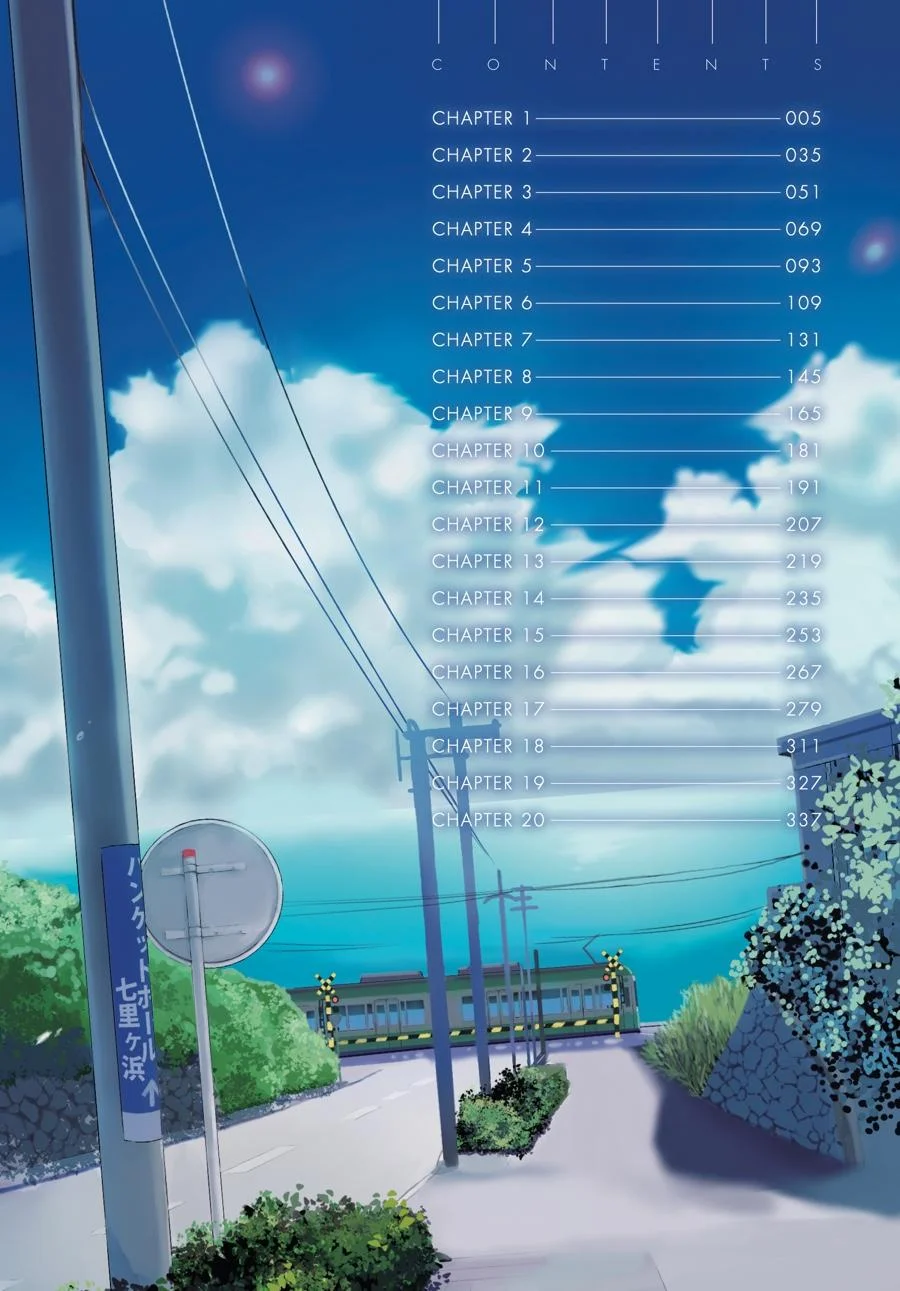 CONTENTS
CHAPTER 1 005
CHAPTER 2 035
CHAPTER 3 051
CHAPTER 4 069
CHAPTER 5 093
CHAPTER 6 109
CHAPTER 7 131
CHAPTER 8 145
CHAPTER 9 165
CHAPTER 10 181
CHAPTER 11 191
CHAPTER 12 207
CHAPTER 13 219
CHAPTER 14 235
CHAPTER 15 253
CHAPTER 16 267
CHAPTER 17 279
CHAPTER 18 311
CHAPTER 19 327
CHAPTER 20 337
バンケットホール↑
七里ヶ浜